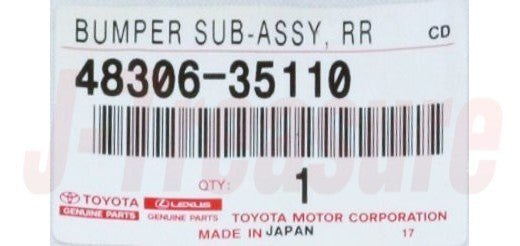 BUMPER SUB-ASSY, RR CD
48306-35110
J-Treasure
QTY: 1
TOYOTA LEXUS
GENUINE PARTS GENUINE PARTS TOYOTA MOTOR CORPORATION
MADE IN JAPAN 17